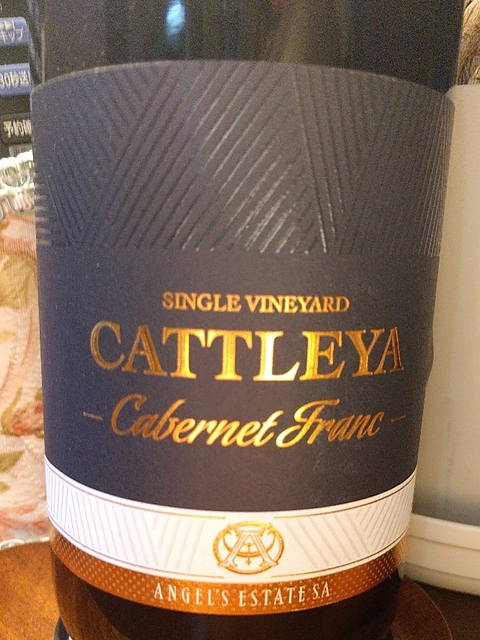 SINGLE VINEYARD
CATTLEYA
Cabernet Franc
ANGEL'S ESTATE SA